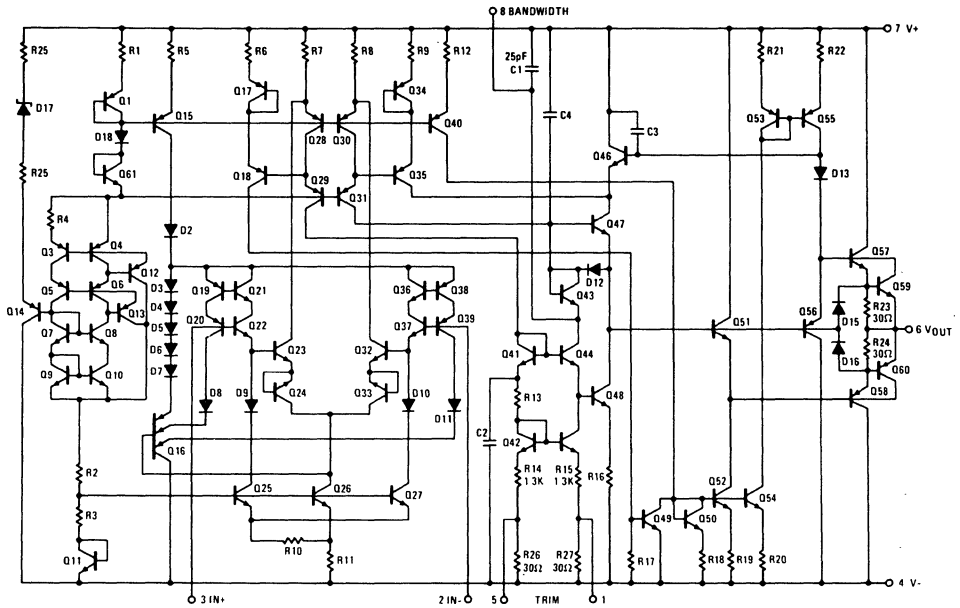 8 BANDWIDTH
7 V+
R25 R1 R5 R6 R7 R8 R9 R12 R21 R22
25pF
C1
D17 Q1 Q15 Q17 Q28 Q30 Q34 Q40 C4 C3 Q53 Q55
D18 Q46
Q61 Q18 Q29 Q31 Q35 D13
R25
R4 D2 Q47
Q3 Q4 Q12 Q57
Q5 Q6 D3 Q19 Q21 Q36 Q38 D12 Q43 Q59
Q14 Q13 D4 R23
30Ω
Q7 Q8 D5 Q20 Q22 Q37 Q39 Q51 Q56 D15 6 VOUT
D6 Q23 Q32 Q41 Q44 D16 R24
30Ω
Q9 Q10 D7 Q24 Q33 Q60
D8 D9 D10 D11 R13 Q48 Q58
Q16 C2 Q42
R2 R14
1.3K
R15
1.3K
R16
Q25 Q26 Q27 Q52 Q54
R3 Q49 Q50
R10
Q11 R11 R26
30Ω
R27
30Ω
R17 R18 R19 R20
4 V-
3 IN+ 2 IN- 5 TRIM 1